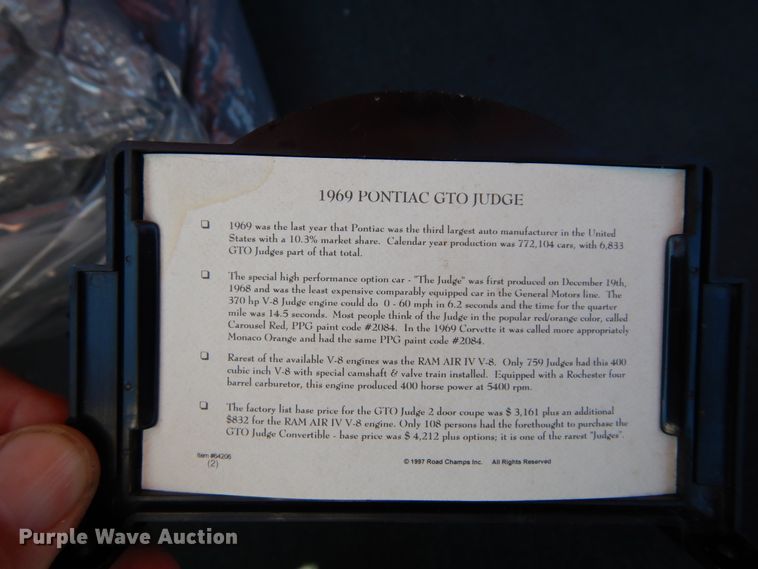 1969 PONTIAC GTO JUDGE
❑ 1969 was the last year that Pontiac was the third largest auto manufacturer in the United
States with a 10.3% market share. Calendar year production was 772,104 cars, with 6,833
GTO Judges part of that total.
❑ The special high performance option car - "The Judge" was first produced on December 19th,
1968 and was the least expensive comparably equipped car in the General Motors line. The
370 hp V-8 Judge engine could do 0 - 60 mph in 6.2 seconds and the time for the quarter
mile was 14.5 seconds. Most people think of the Judge in the popular red/orange color, called
Carousel Red, PPG paint code #2084. In the 1969 Corvette it was called more appropriately
Monaco Orange and had the same PPG paint code #2084.
❑ Rarest of the available V-8 engines was the RAM AIR IV V-8. Only 759 Judges had this 400
cubic inch V-8 with special camshaft & valve train installed. Equipped with a Rochester four
barrel carburetor, this engine produced 400 horse power at 5400 rpm.
❑ The factory list base price for the GTO Judge 2 door coupe was $ 3,161 plus an additional
$832 for the RAM AIR IV V-8 engine. Only 108 persons had the forethought to purchase the
GTO Judge Convertible - base price was $ 4,212 plus options; it is one of the rarest "Judges".
Item #64206
(2)
© 1997 Road Champs Inc. All Rights Reserved
Purple Wave Auction